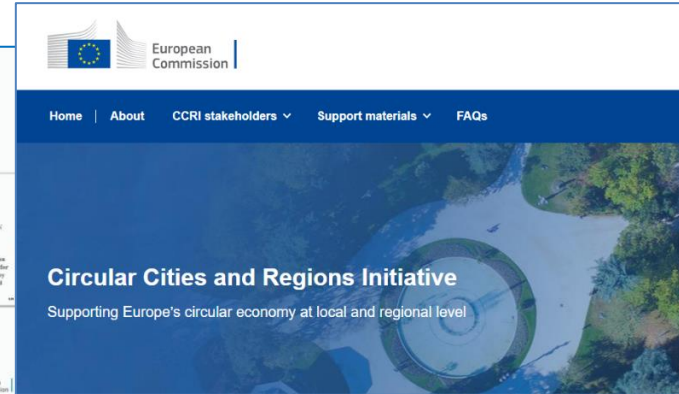 European
Commission
Home | About CCRI stakeholders Support materials FAQs
Circular Cities and Regions Initiative
Supporting Europe's circular economy at local and regional level